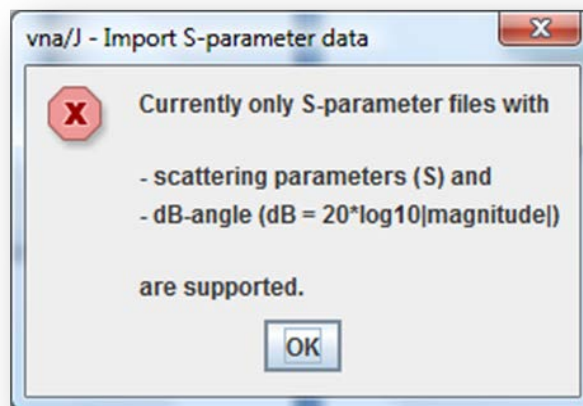 vna/J - Import S-parameter data
Currently only S-parameter files with
- scattering parameters (S) and
- dB-angle (dB = 20*log10|magnitude|)
are supported.
OK